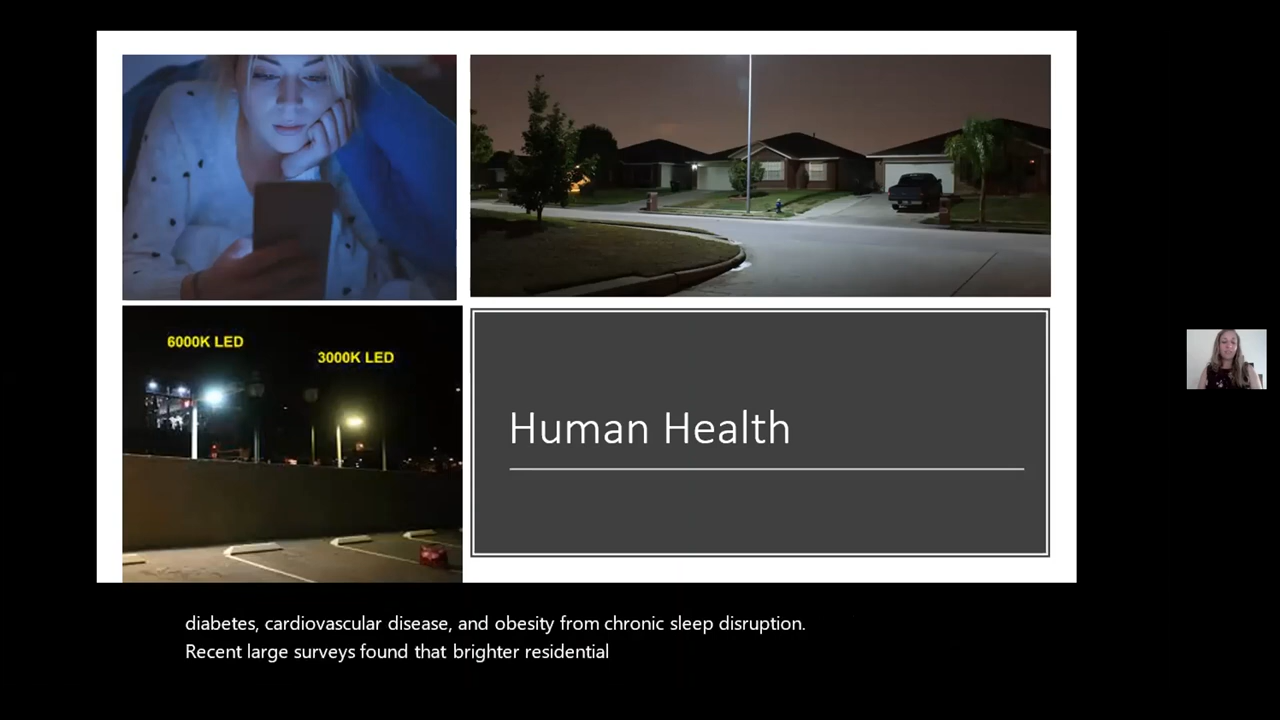 6000K LED
3000K LED
Human Health
diabetes, cardiovascular disease, and obesity from chronic sleep disruption.
Recent large surveys found that brighter residential